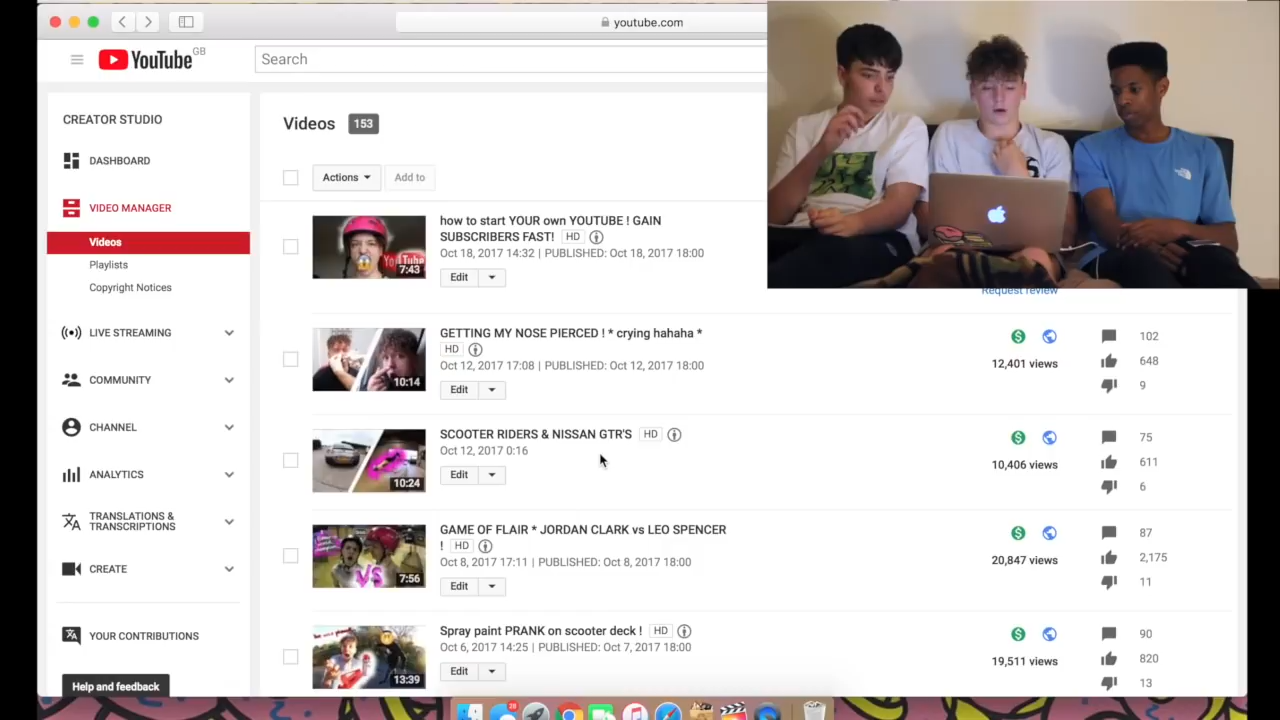 youtube.com
YouTube GB
Search
CREATOR STUDIO
DASHBOARD
VIDEO MANAGER
Videos
Playlists
Copyright Notices
LIVE STREAMING
COMMUNITY
CHANNEL
ANALYTICS
TRANSLATIONS &
TRANSCRIPTIONS
CREATE
YOUR CONTRIBUTIONS
Help and feedback
Videos 153
Actions Add to
how to start YOUR own YOUTUBE ! GAIN
SUBSCRIBERS FAST! HD
Oct 18, 2017 14:32 | PUBLISHED: Oct 18, 2017 18:00
7:43
Edit
Request review
GETTING MY NOSE PIERCED ! * crying hahaha *
HD
Oct 12, 2017 17:08 | PUBLISHED: Oct 12, 2017 18:00
10:14
Edit
12,401 views
102
648
9
SCOOTER RIDERS & NISSAN GTR'S HD
Oct 12, 2017 0:16
10:24
Edit
10,406 views
75
611
6
GAME OF FLAIR * JORDAN CLARK vs LEO SPENCER
! HD
Oct 8, 2017 17:11 | PUBLISHED: Oct 8, 2017 18:00
VS
7:56
Edit
20,847 views
87
2,175
11
Spray paint PRANK on scooter deck ! HD
Oct 6, 2017 14:25 | PUBLISHED: Oct 7, 2017 18:00
13:39
Edit
19,511 views
90
820
13